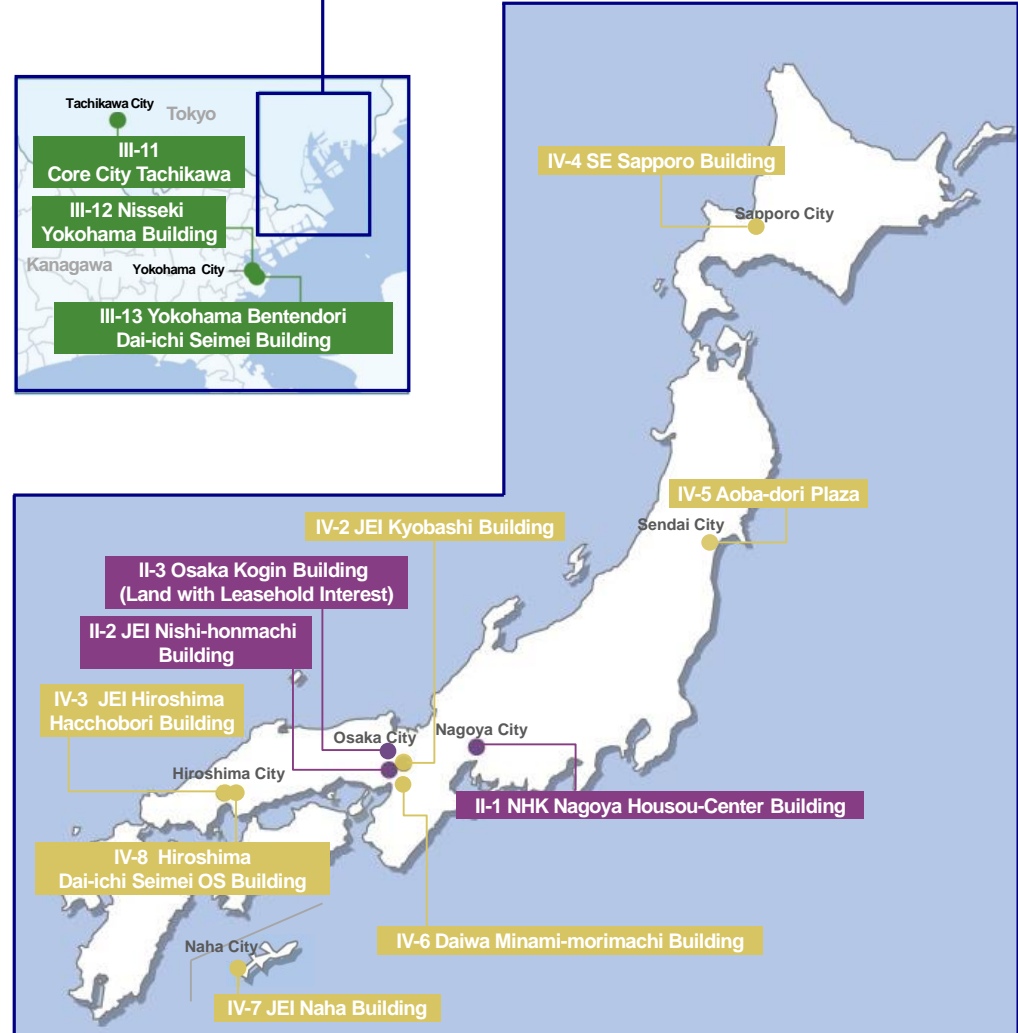 Tachikawa City
Tokyo
III-11
Core City Tachikawa
III-12 Nisseki
Yokohama Building
Kanagawa
Yokohama City
III-13 Yokohama Bentendori
Dai-ichi Seimei Building
IV-4 SE Sapporo Building
Sapporo City
IV-5 Aoba-dori Plaza
Sendai City
IV-2 JEI Kyobashi Building
II-3 Osaka Kogin Building
(Land with Leasehold Interest)
II-2 JEI Nishi-honmachi
Building
IV-3 JEI Hiroshima
Hacchobori Building
Osaka City
Nagoya City
Hiroshima City
II-1 NHK Nagoya Housou-Center Building
IV-8 Hiroshima
Dai-ichi Seimei OS Building
IV-6 Daiwa Minami-morimachi Building
Naha City
IV-7 JEI Naha Building